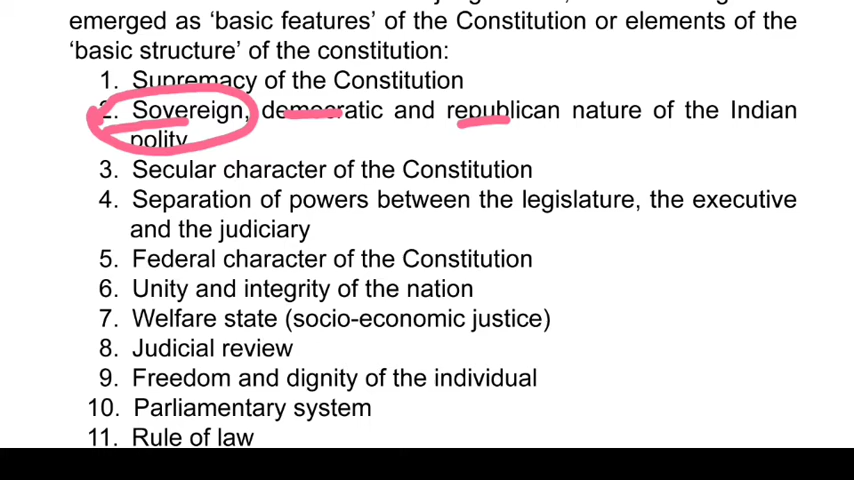 emerged as ‘basic features’ of the Constitution or elements of the
‘basic structure’ of the constitution:
1. Supremacy of the Constitution
2. Sovereign, democratic and republican nature of the Indian
polity
3. Secular character of the Constitution
4. Separation of powers between the legislature, the executive
and the judiciary
5. Federal character of the Constitution
6. Unity and integrity of the nation
7. Welfare state (socio-economic justice)
8. Judicial review
9. Freedom and dignity of the individual
10. Parliamentary system
11. Rule of law